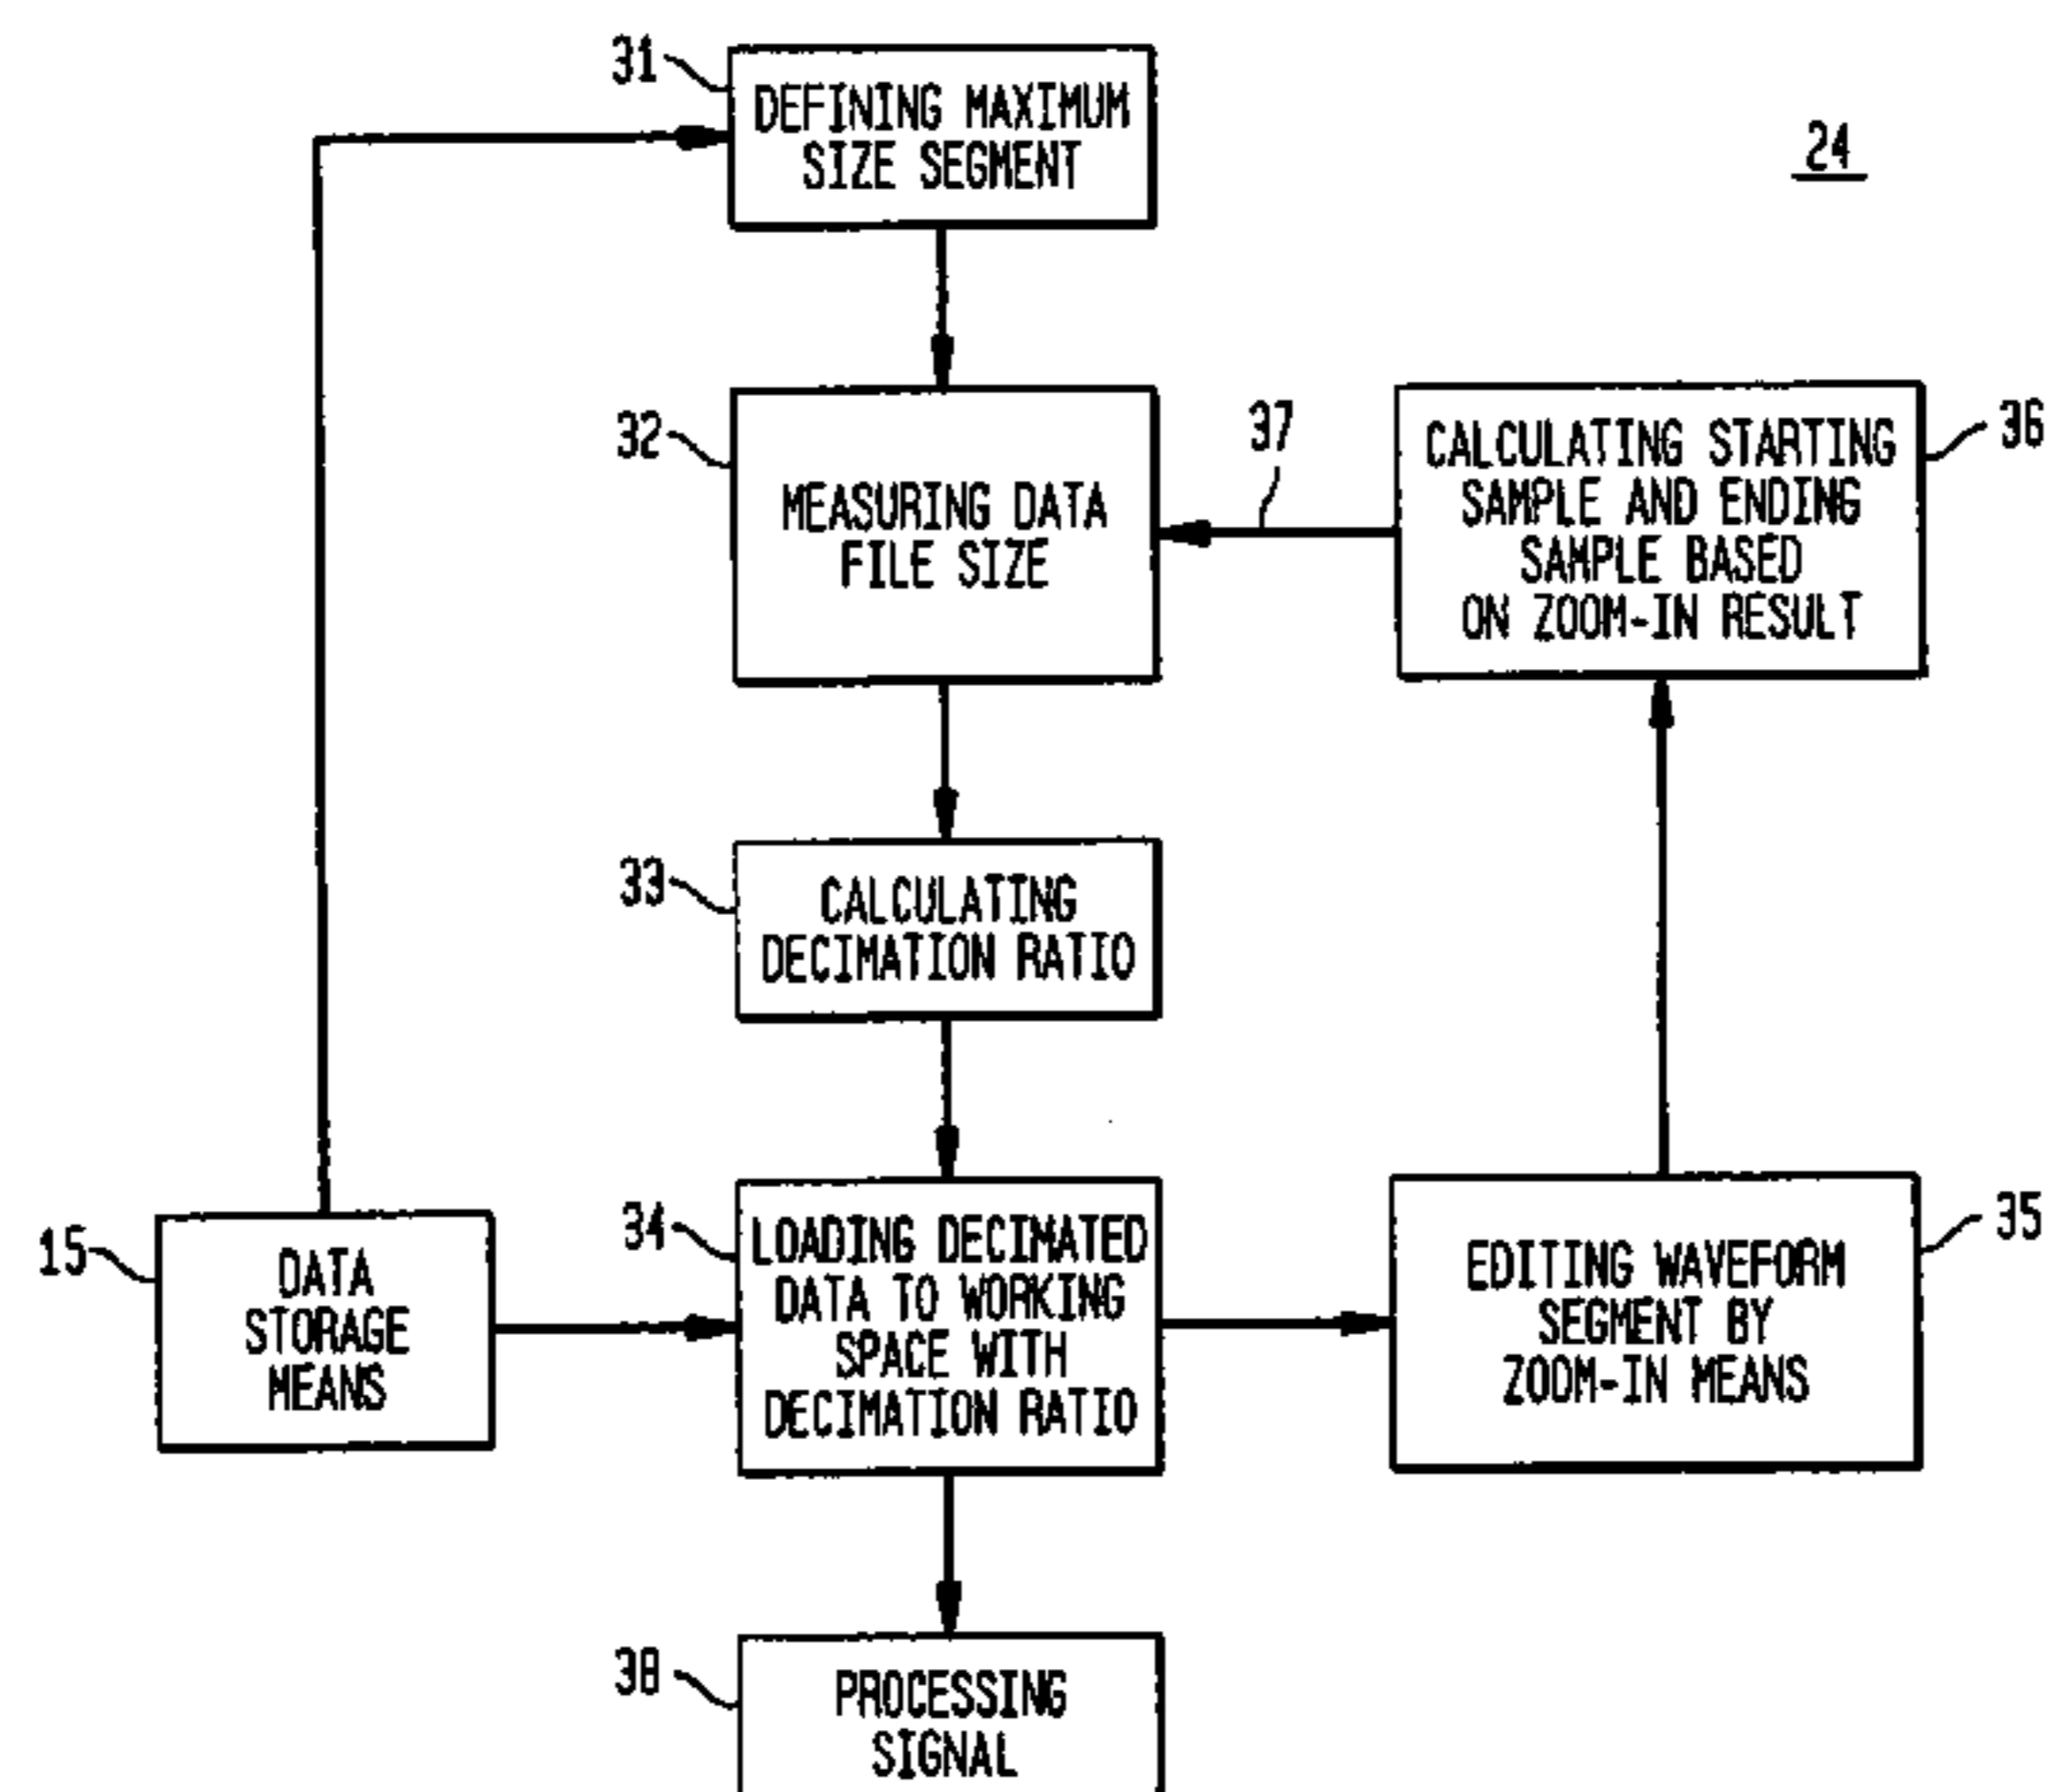 31
DEFINING MAXIMUM
SIZE SEGMENT
24
32
MEASURING DATA
FILE SIZE
37
CALCULATING STARTING
SAMPLE AND ENDING
SAMPLE BASED
ON ZOOM-IN RESULT
36
33
CALCULATING
DECIMATION RATIO
15
DATA
STORAGE
MEANS
34
LOADING DECIMATED
DATA TO WORKING
SPACE WITH
DECIMATION RATIO
EDITING WAVEFORM
SEGMENT BY
ZOOM-IN MEANS
35
38
PROCESSING
SIGNAL